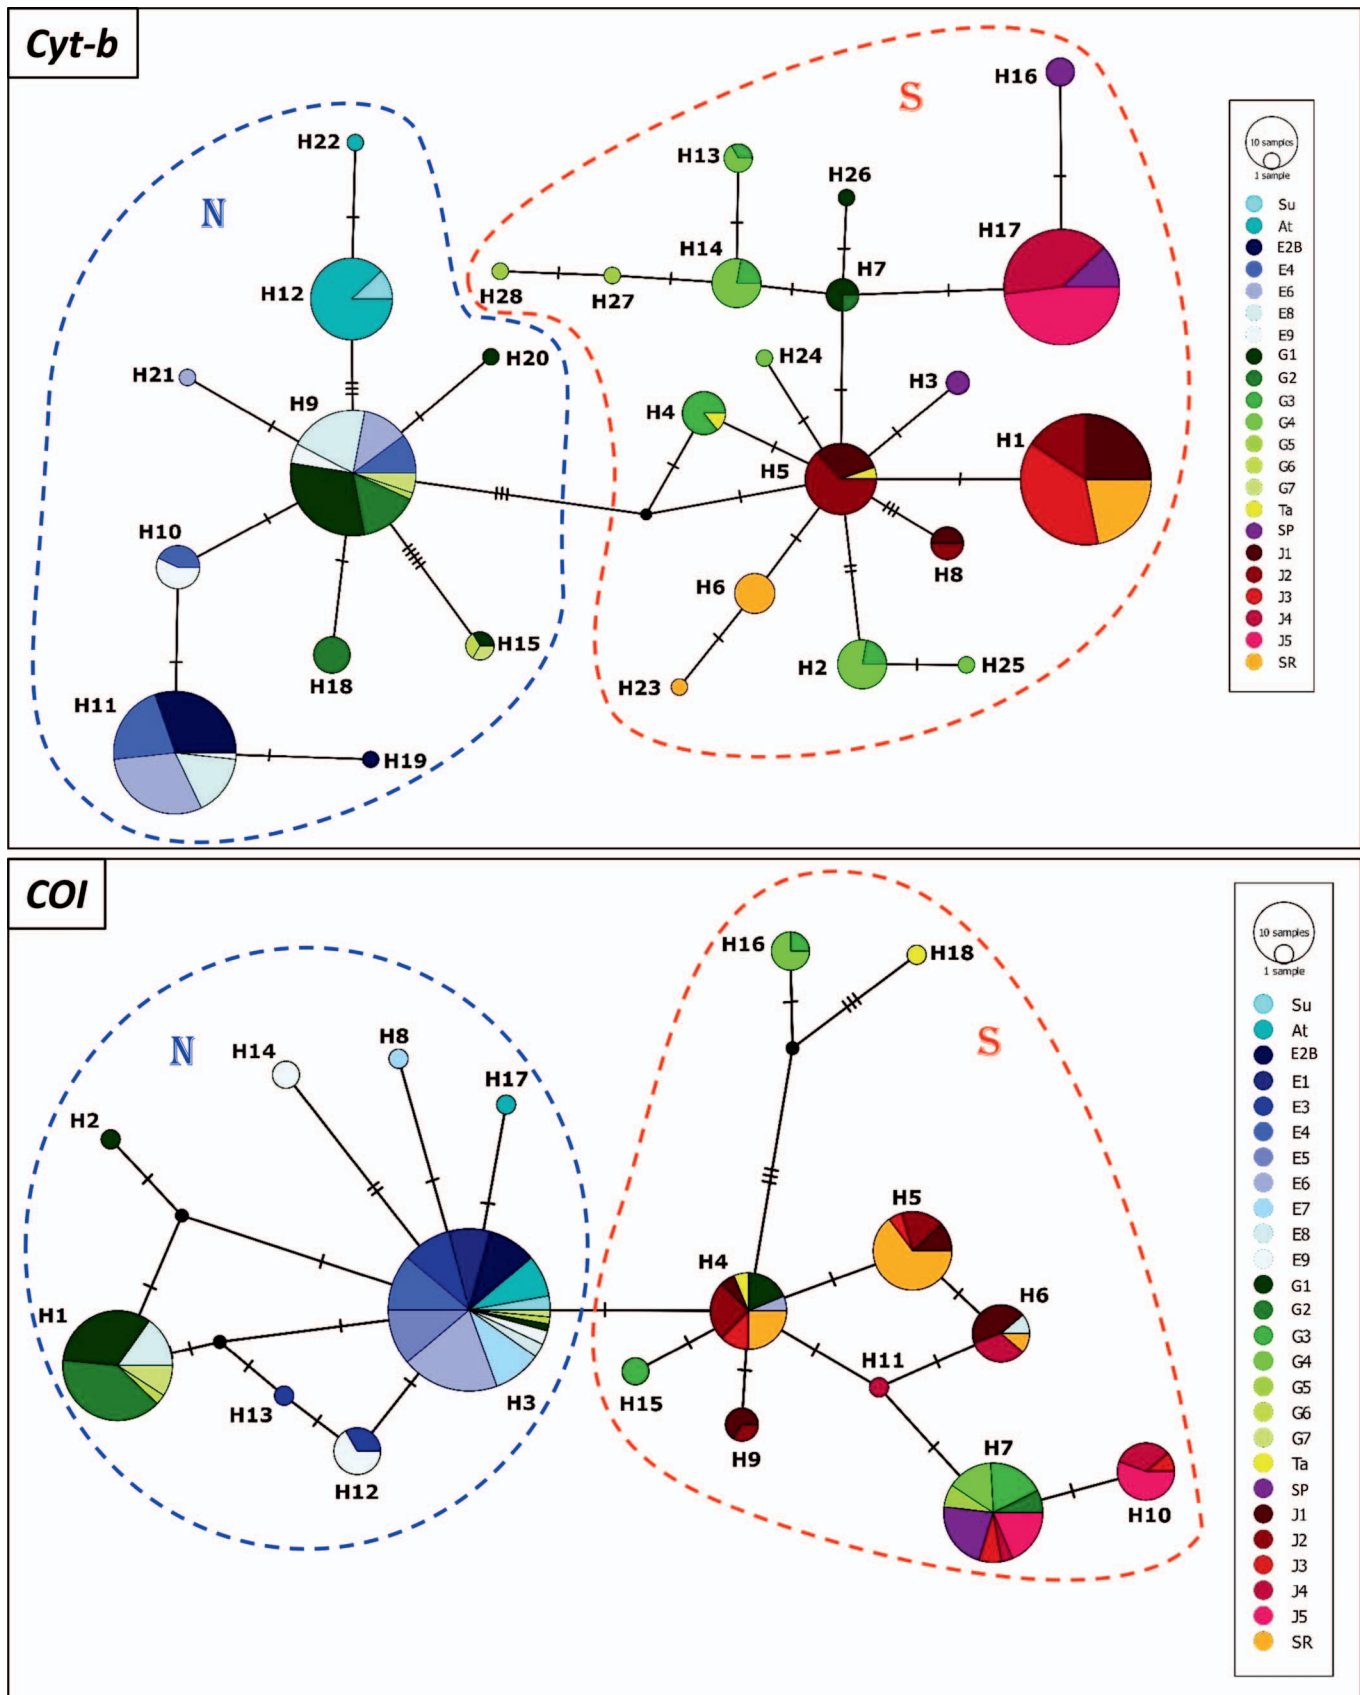 Cyt-b
N
S
H22
H12
H21
H9
H20
H10
H18
H15
H11
H19
H16
H13
H26
H14
H7
H17
H28
H27
H24
H3
H4
H5
H1
H8
H6
H2
H25
H23
10 samples
1 sample
Su
At
E2B
E4
E6
E8
E9
G1
G2
G3
G4
G5
G6
G7
Ta
SP
J1
J2
J3
J4
J5
SR
COI
N
S
H14
H8
H17
H2
H1
H13
H12
H3
H16
H18
H5
H4
H6
H15
H11
H9
H7
H10
10 samples
1 sample
Su
At
E2B
E1
E3
E4
E5
E6
E7
E8
E9
G1
G2
G3
G4
G5
G6
G7
Ta
SP
J1
J2
J3
J4
J5
SR